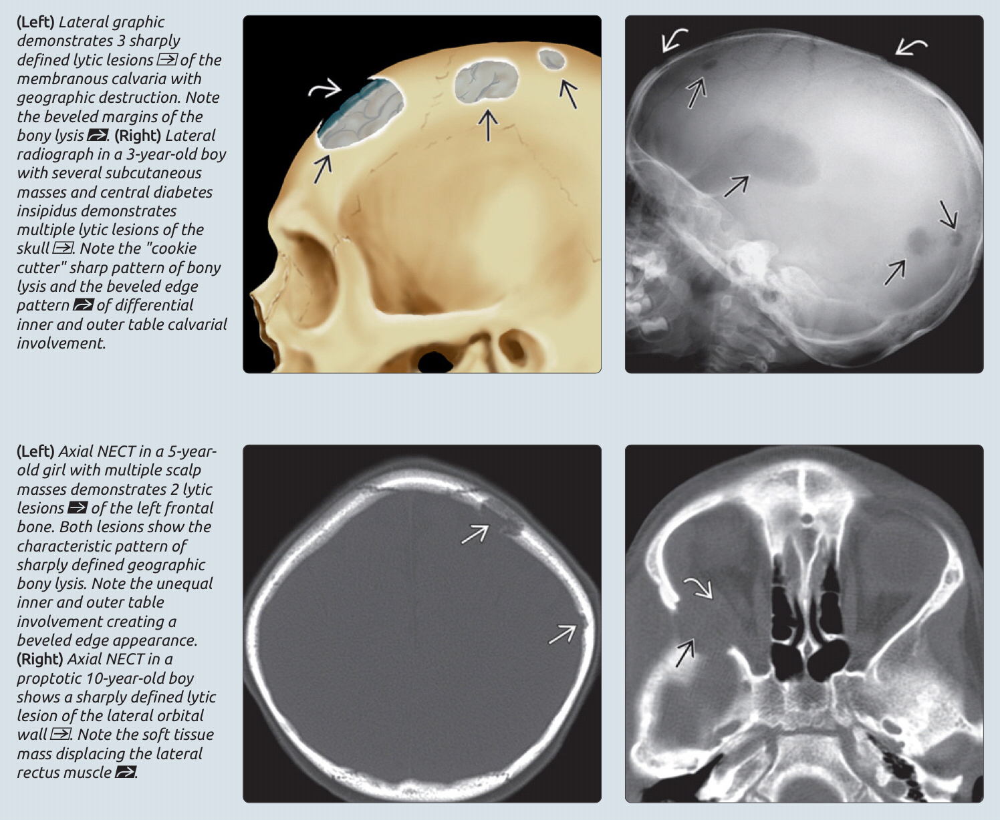 (Left) Lateral graphic
demonstrates 3 sharply
defined lytic lesions of the
membranous calvaria with
geographic destruction. Note
the beveled margins of the
bony lysis. (Right) Lateral
radiograph in a 3-year-old boy
with several subcutaneous
masses and central diabetes
insipidus demonstrates
multiple lytic lesions of the
skull. Note the "cookie
cutter" sharp pattern of bony
lysis and the beveled edge
pattern of differential
inner and outer table calvarial
involvement.
(Left) Axial NECT in a 5-year-
old girl with multiple scalp
masses demonstrates 2 lytic
lesions of the left frontal
bone. Both lesions show the
characteristic pattern of
sharply defined geographic
bony lysis. Note the unequal
inner and outer table
involvement creating a
beveled edge appearance.
(Right) Axial NECT in a
proptotic 10-year-old boy
shows a sharply defined lytic
lesion of the lateral orbital
wall. Note the soft tissue
mass displacing the lateral
rectus muscle.